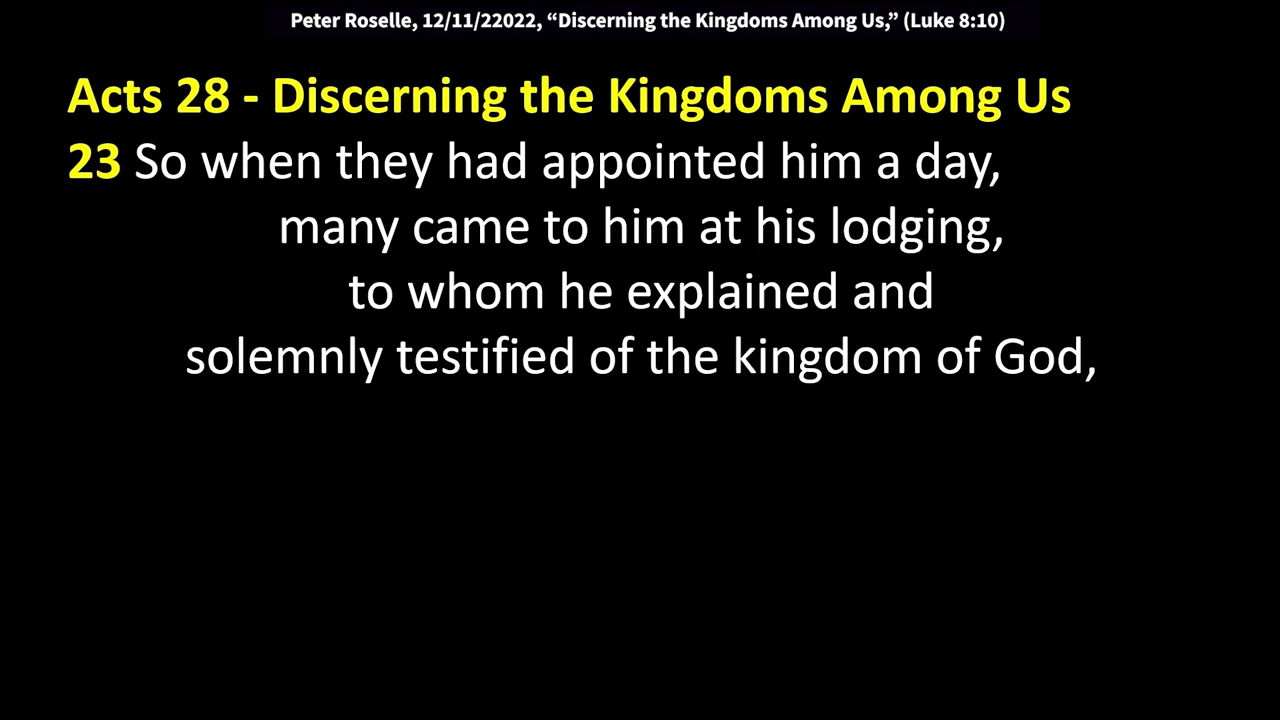 Peter Roselle, 12/11/22022, “Discerning the Kingdoms Among Us,” (Luke 8:10)
Acts 28 - Discerning the Kingdoms Among Us
23 So when they had appointed him a day,
many came to him at his lodging,
to whom he explained and
solemnly testified of the kingdom of God,